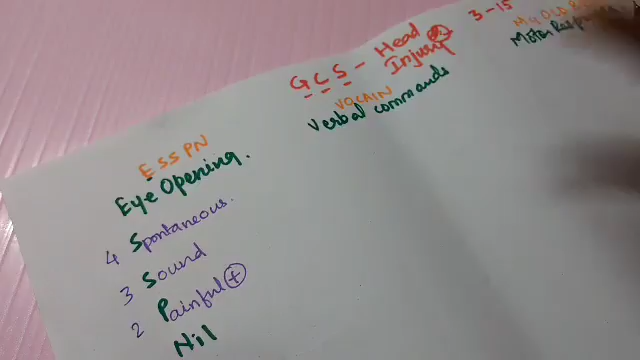 GCS - Head Injury
3-15
VOCAIN
Verbal commands
Motor
ESSPN
Eye Opening.
4 Spontaneous.
3 Sound
2 Painful +
Nil